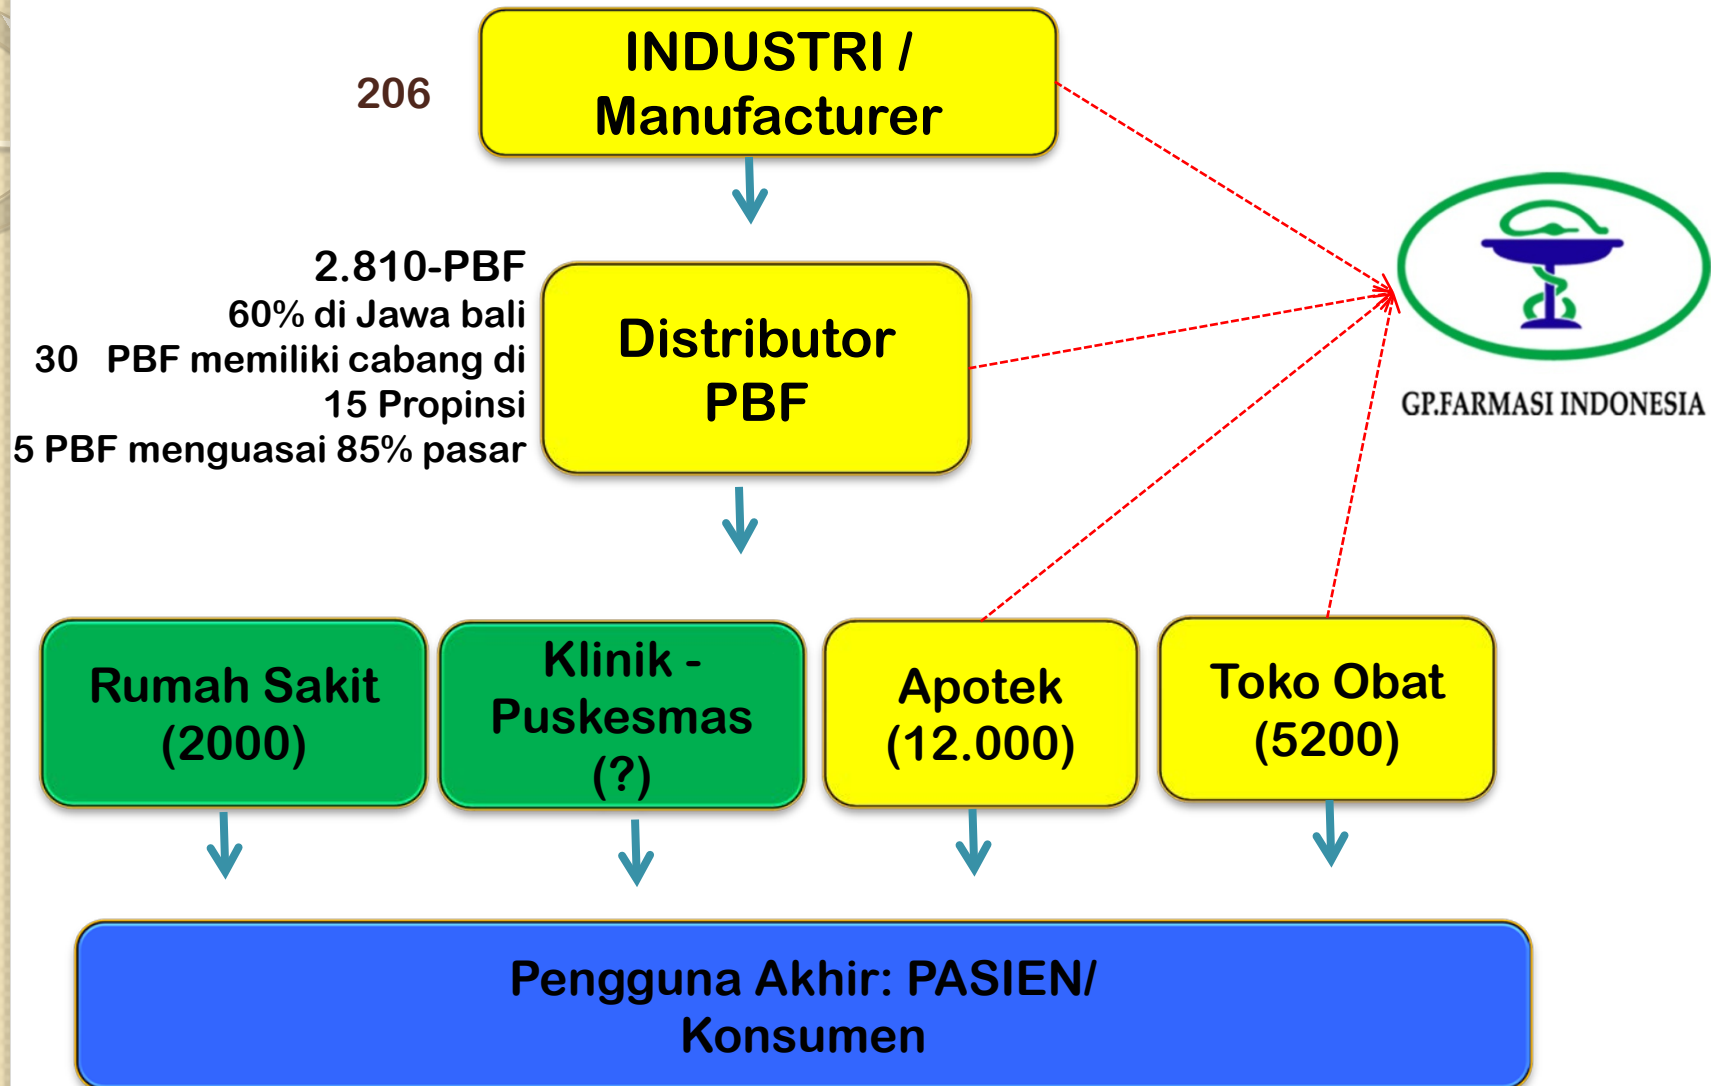 INDUSTRI /
Manufacturer
206
2.810-PBF
60% di Jawa bali
30 PBF memiliki cabang di
15 Propinsi
5 PBF menguasai 85% pasar
Distributor
PBF
GP.FARMASI INDONESIA
Rumah Sakit
(2000)
Klinik -
Puskesmas
(?)
Apotek
(12.000)
Toko Obat
(5200)
Pengguna Akhir: PASIEN/
Konsumen